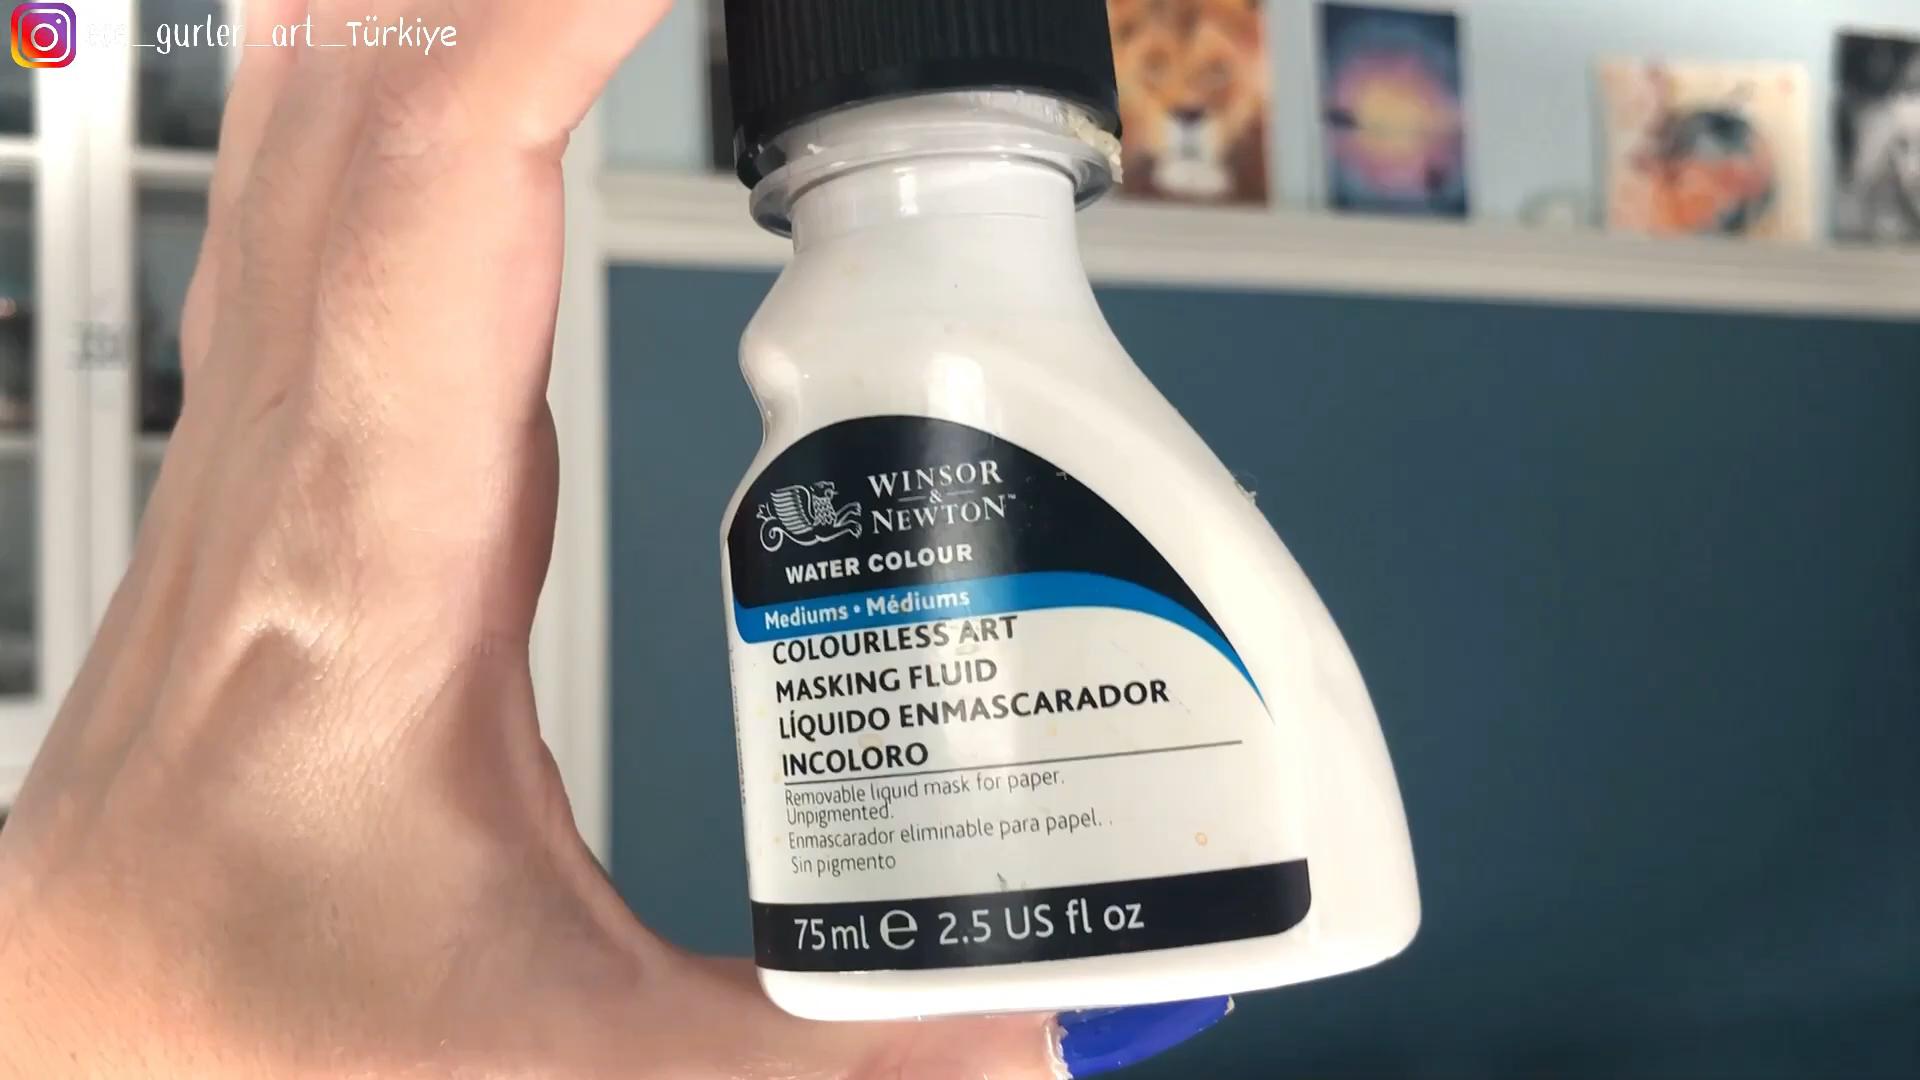 ece_gurler_art_Türkiye
WINSOR
&
NEWTON™
WATER COLOUR
Mediums • Médiums
COLOURLESS ART
MASKING FLUID
LÍQUIDO ENMASCARADOR
INCOLORO
Removable liquid mask for paper.
Unpigmented.
Enmascarador eliminable para papel.
Sin pigmento
75ml ℮ 2.5 US fl oz